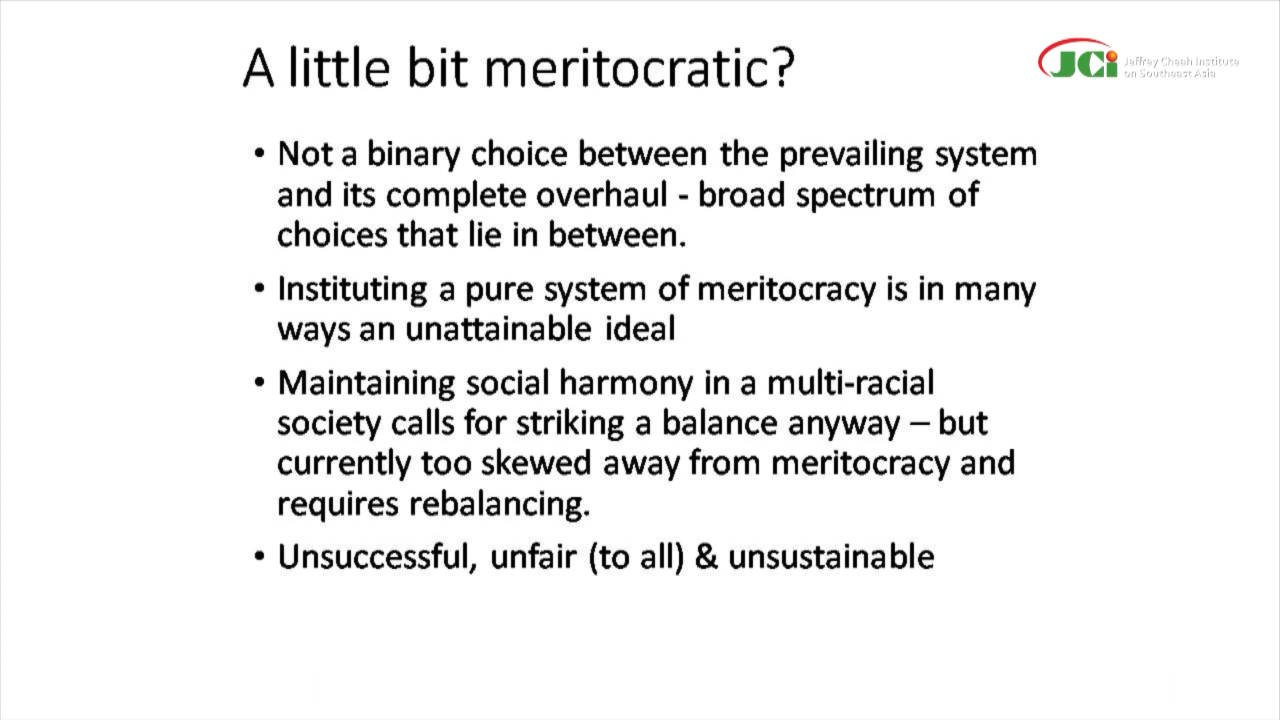 A little bit meritocratic?
JCi Jeffrey Cheah Institute
on Southeast Asia
• Not a binary choice between the prevailing system
and its complete overhaul - broad spectrum of
choices that lie in between.
• Instituting a pure system of meritocracy is in many
ways an unattainable ideal
• Maintaining social harmony in a multi-racial
society calls for striking a balance anyway – but
currently too skewed away from meritocracy and
requires rebalancing.
• Unsuccessful, unfair (to all) & unsustainable